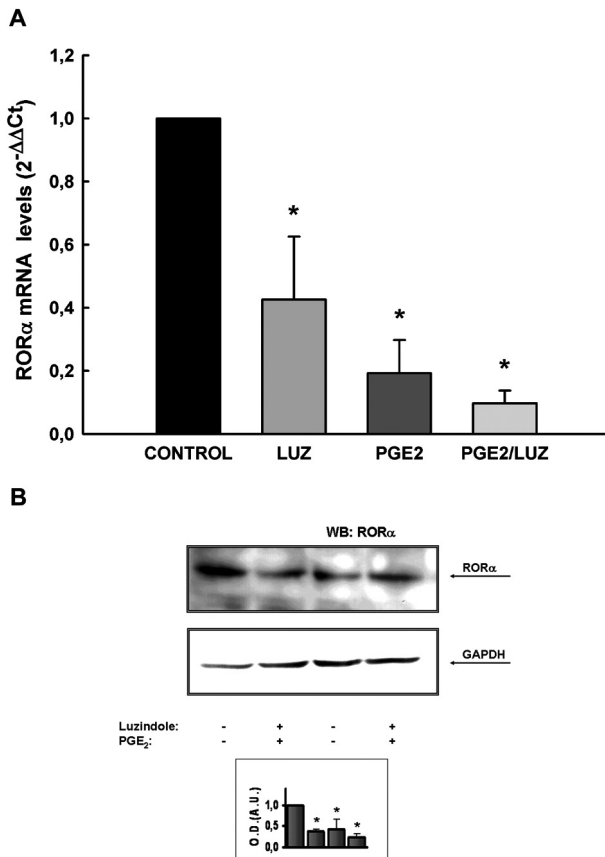 A
RORα mRNA levels (2-ΔΔCt)
1,2
1,0
0,8
0,6
0,4
0,2
0,0
*
*
*
CONTROL LUZ PGE2 PGE2/LUZ
B
WB: RORα
RORα
GAPDH
Luzindole: - + - +
PGE2: - + - +
O.D.(A.U.)
1,0
0,5
0,0
* * *